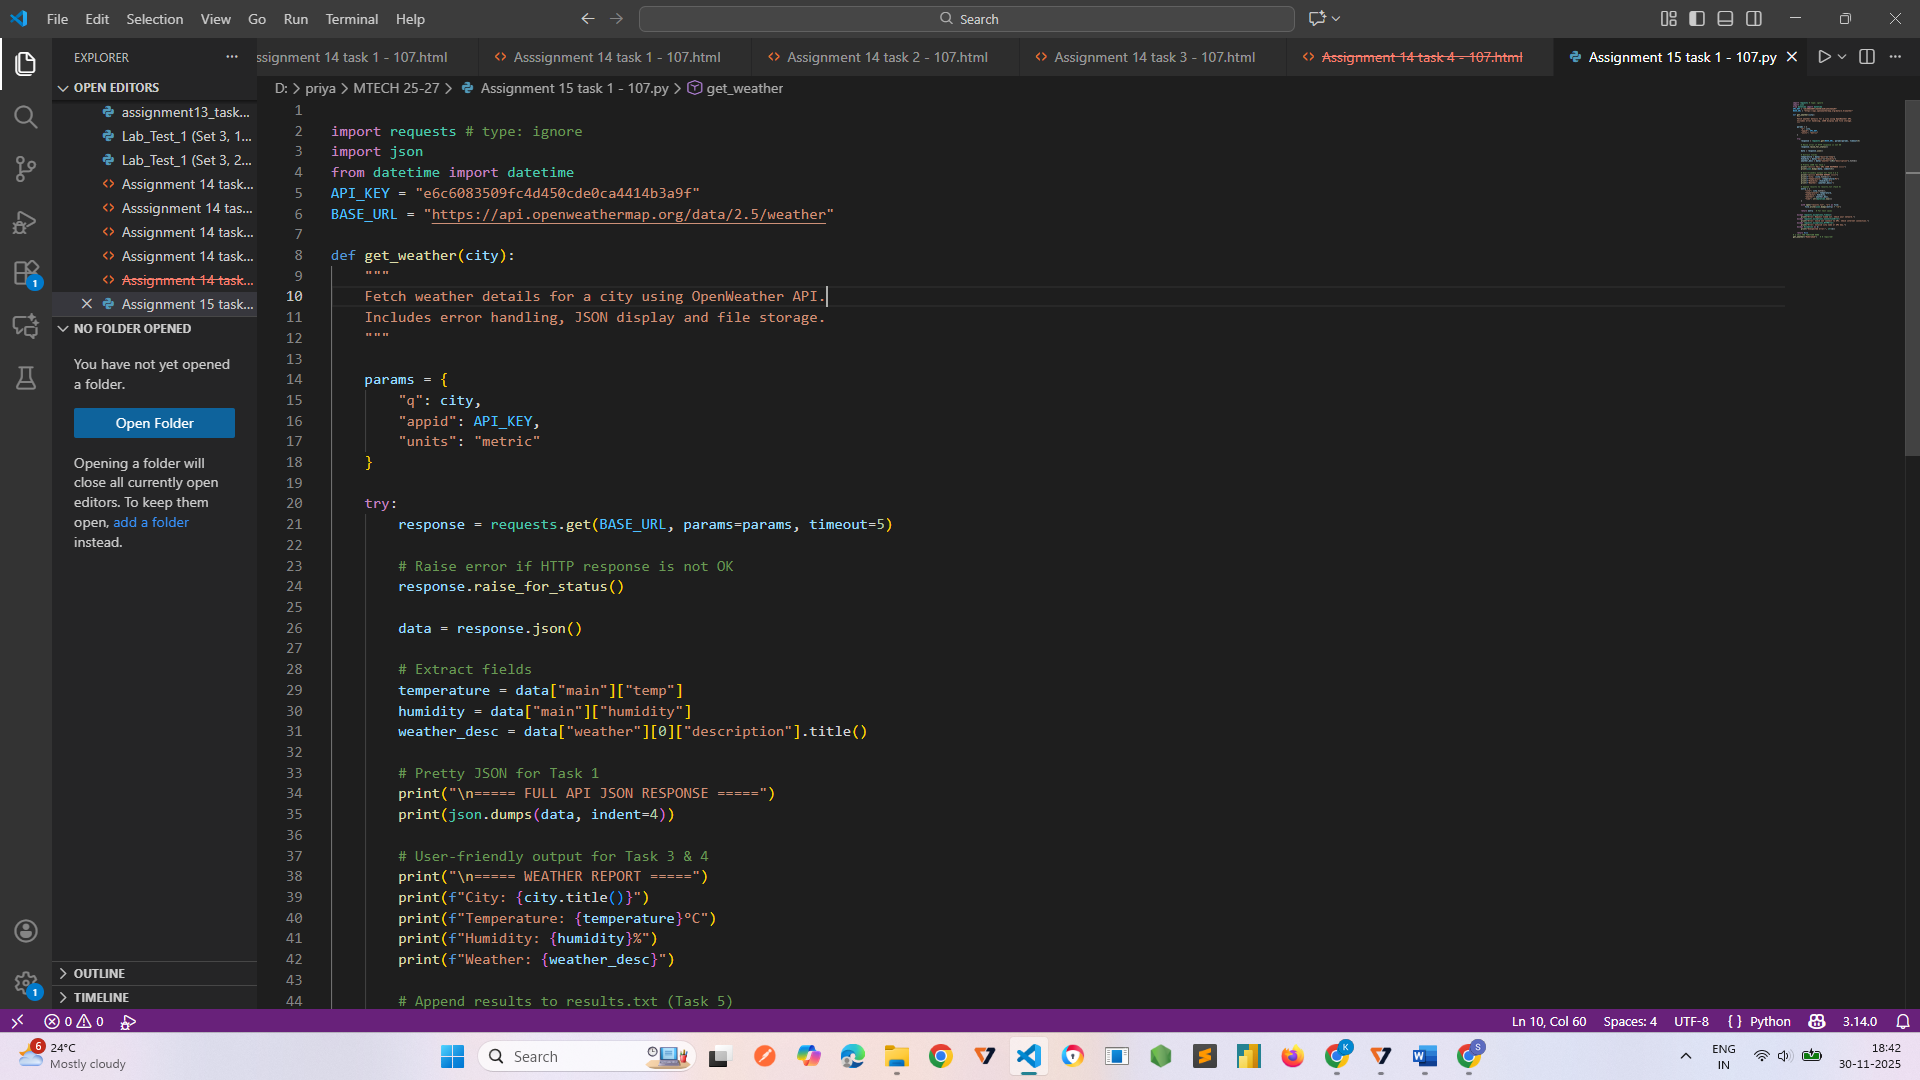 File Edit Selection View Go Run Terminal Help
Search
EXPLORER
ssignment 14 task 1 - 107.html
Asssignment 14 task 1 - 107.html
Assignment 14 task 2 - 107.html
Assignment 14 task 3 - 107.html
Assignment 14 task 4 - 107.html
Assignment 15 task 1 - 107.py
OPEN EDITORS
assignment13_task...
Lab_Test_1 (Set 3, 1...
Lab_Test_1 (Set 3, 2...
Assignment 14 task...
Asssignment 14 tas...
Assignment 14 task...
Assignment 14 task...
Assignment 14 task...
Assignment 15 task...
NO FOLDER OPENED
You have not yet opened
a folder.
Open Folder
Opening a folder will
close all currently open
editors. To keep them
open, add a folder
instead.
OUTLINE
TIMELINE
D: > priya > MTECH 25-27 > Assignment 15 task 1 - 107.py > get_weather
1
2 import requests # type: ignore
3 import json
4 from datetime import datetime
5 API_KEY = "e6c6083509fc4d450cde0ca4414b3a9f"
6 BASE_URL = "https://api.openweathermap.org/data/2.5/weather"
7
8 def get_weather(city):
9 """
10 Fetch weather details for a city using OpenWeather API.
11 Includes error handling, JSON display and file storage.
12 """
13
14 params = {
15 "q": city,
16 "appid": API_KEY,
17 "units": "metric"
18 }
19
20 try:
21 response = requests.get(BASE_URL, params=params, timeout=5)
22
23 # Raise error if HTTP response is not OK
24 response.raise_for_status()
25
26 data = response.json()
27
28 # Extract fields
29 temperature = data["main"]["temp"]
30 humidity = data["main"]["humidity"]
31 weather_desc = data["weather"][0]["description"].title()
32
33 # Pretty JSON for Task 1
34 print("\n===== FULL API JSON RESPONSE =====")
35 print(json.dumps(data, indent=4))
36
37 # User-friendly output for Task 3 & 4
38 print("\n===== WEATHER REPORT =====")
39 print(f"City: {city.title()}")
40 print(f"Temperature: {temperature}°C")
41 print(f"Humidity: {humidity}%")
42 print(f"Weather: {weather_desc}")
43
44 # Append results to results.txt (Task 5)
0 0
Ln 10, Col 60 Spaces: 4 UTF-8 { } Python 3.14.0
6
24°C
Mostly cloudy
Search
ENG
IN
18:42
30-11-2025